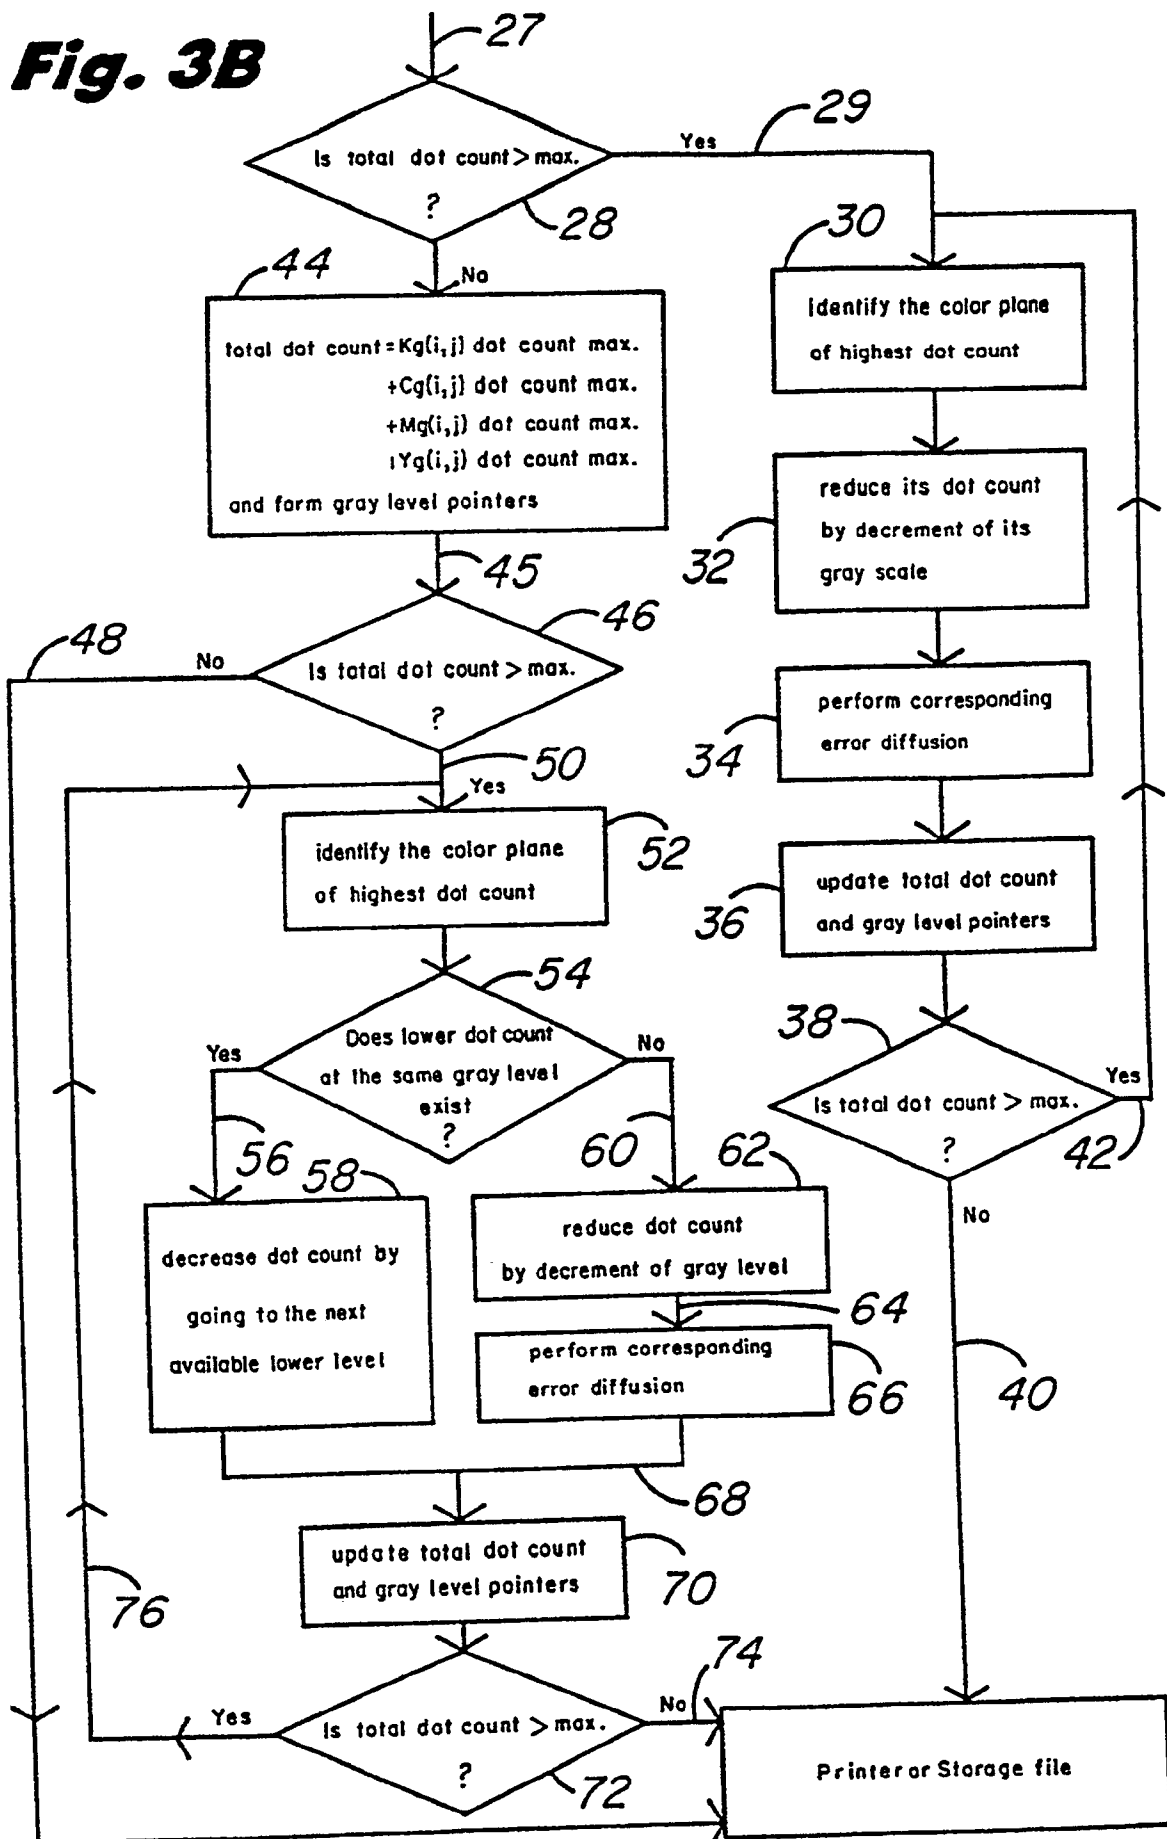 Fig. 3B
27
Is total dot count > max.
?
28
Yes
29
No
44
total dot count = Kg(i,j) dot count max.
+Cg(i,j) dot count max.
+Mg(i,j) dot count max.
ıYg(i,j) dot count max.
and form gray level pointers
45
46
Is total dot count > max.
?
No
48
50
Yes
identify the color plane
of highest dot count
52
54
Does lower dot count
at the same gray level
exist
?
Yes
No
56
58
decrease dot count by
going to the next
available lower level
60
62
reduce dot count
by decrement of gray level
64
perform corresponding
error diffusion
66
68
update total dot count
and gray level pointers
70
Is total dot count > max.
?
72
Yes
76
No
74
30
identify the color plane
of highest dot count
reduce its dot count
by decrement of its
gray scale
32
perform corresponding
error diffusion
34
update total dot count
and gray level pointers
36
38
Is total dot count > max.
?
Yes
42
No
40
Printer or Storage file